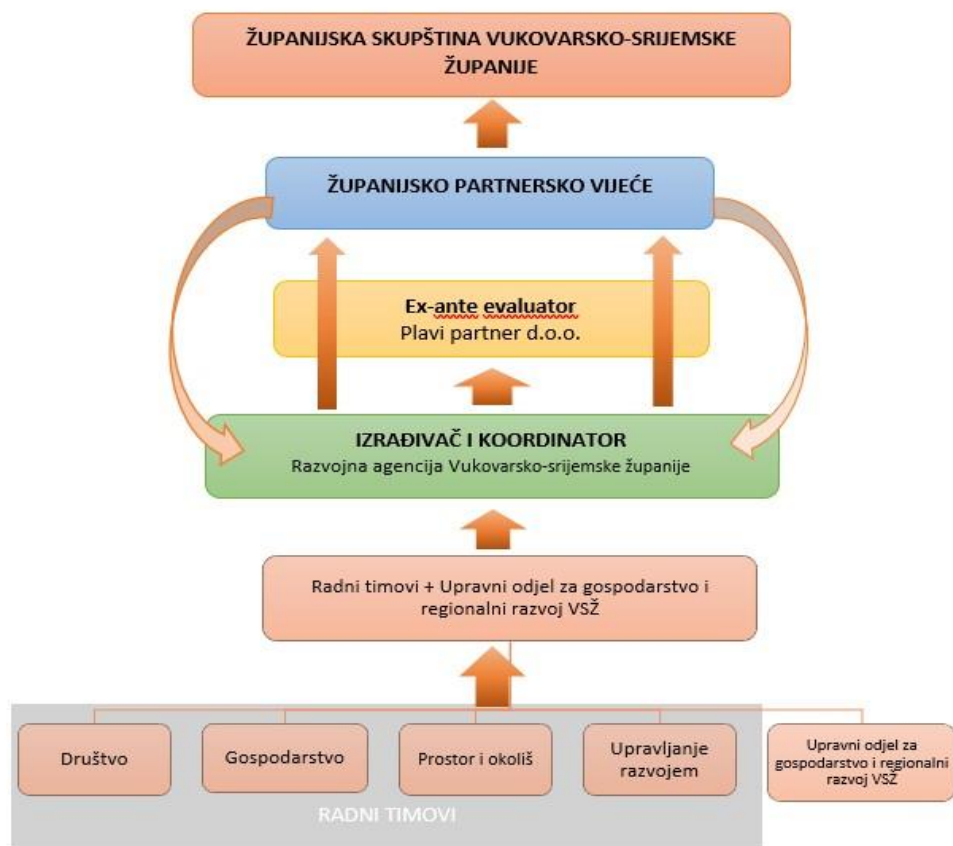 ŽUPANIJSKA SKUPŠTINA VUKOVARSKO-SRIJEMSKE
ŽUPANIJE
ŽUPANIJSKO PARTNERSKO VIJEĆE
Ex-ante evaluator
Plavi partner d.o.o.
IZRAĐIVAČ I KOORDINATOR
Razvojna agencija Vukovarsko-srijemske županije
Radni timovi + Upravni odjel za gospodarstvo i
regionalni razvoj VSŽ
Društvo
Gospodarstvo
Prostor i okoliš
Upravljanje
razvojem
Upravni odjel za
gospodarstvo i regionalni
razvoj VSŽ
RADNI TIMOVI